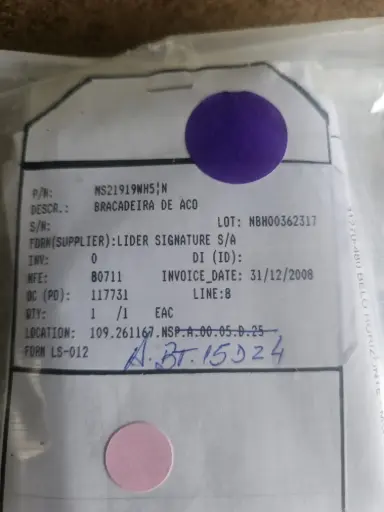 P/N: MS21919WH5¦N
DESCR.: BRACADEIRA DE ACO
S/N: LOT: NBH00362317
FORN(SUPPLIER):LIDER SIGNATURE S/A
INV: 0 DI (ID):
NFE: 80711 INVOICE_DATE: 31/12/2008
OC (PO): 117731 LINE:8
QTY: 1 /1 EAC
LOCATION: 109.261167.NSP.A.00.05.D.25
FORN LS-012 A.BT.15D24